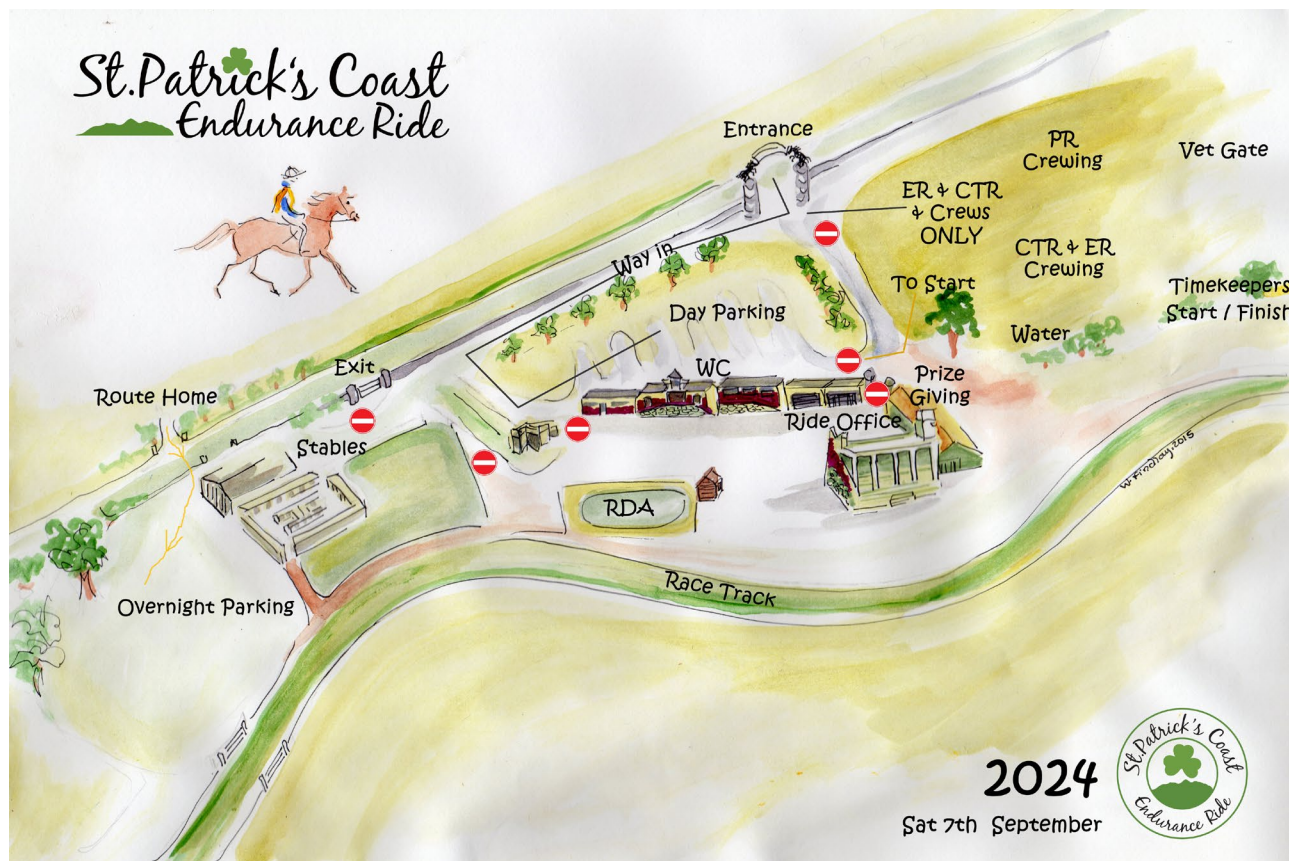 St.Patrick's Coast
Endurance Ride
Entrance
PR
Crewing
Vet Gate
ER & CTR
& Crews
ONLY
CTR & ER
Crewing
Way in
To Start
Timekeepers
Start / Finish
Day Parking
Water
Exit
WC
Prize
Giving
Route Home
Ride Office
Stables
W. Findlay. 2015
RDA
Race Track
Overnight Parking
2024
Sat 7th September
St.Patrick's Coast
Endurance Ride